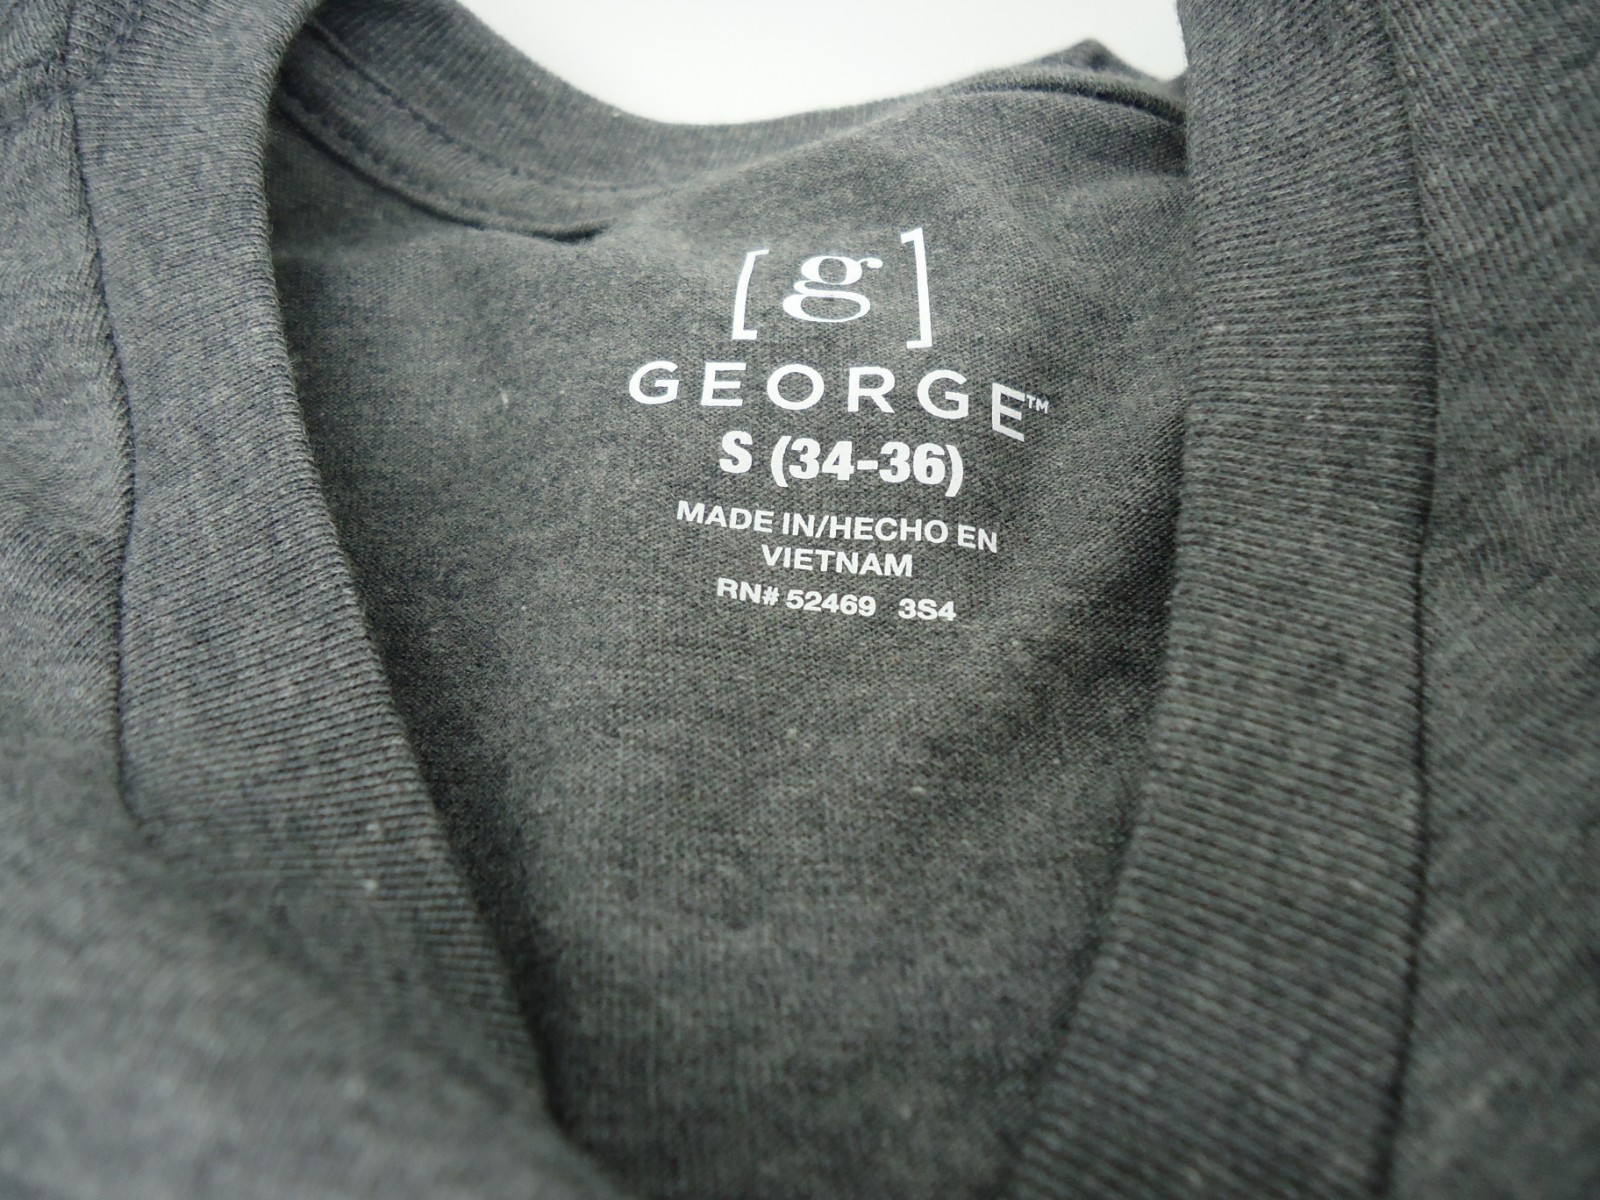 [g]
GEORGE™
S (34-36)
MADE IN/HECHO EN
VIETNAM
RN# 52469 3S4